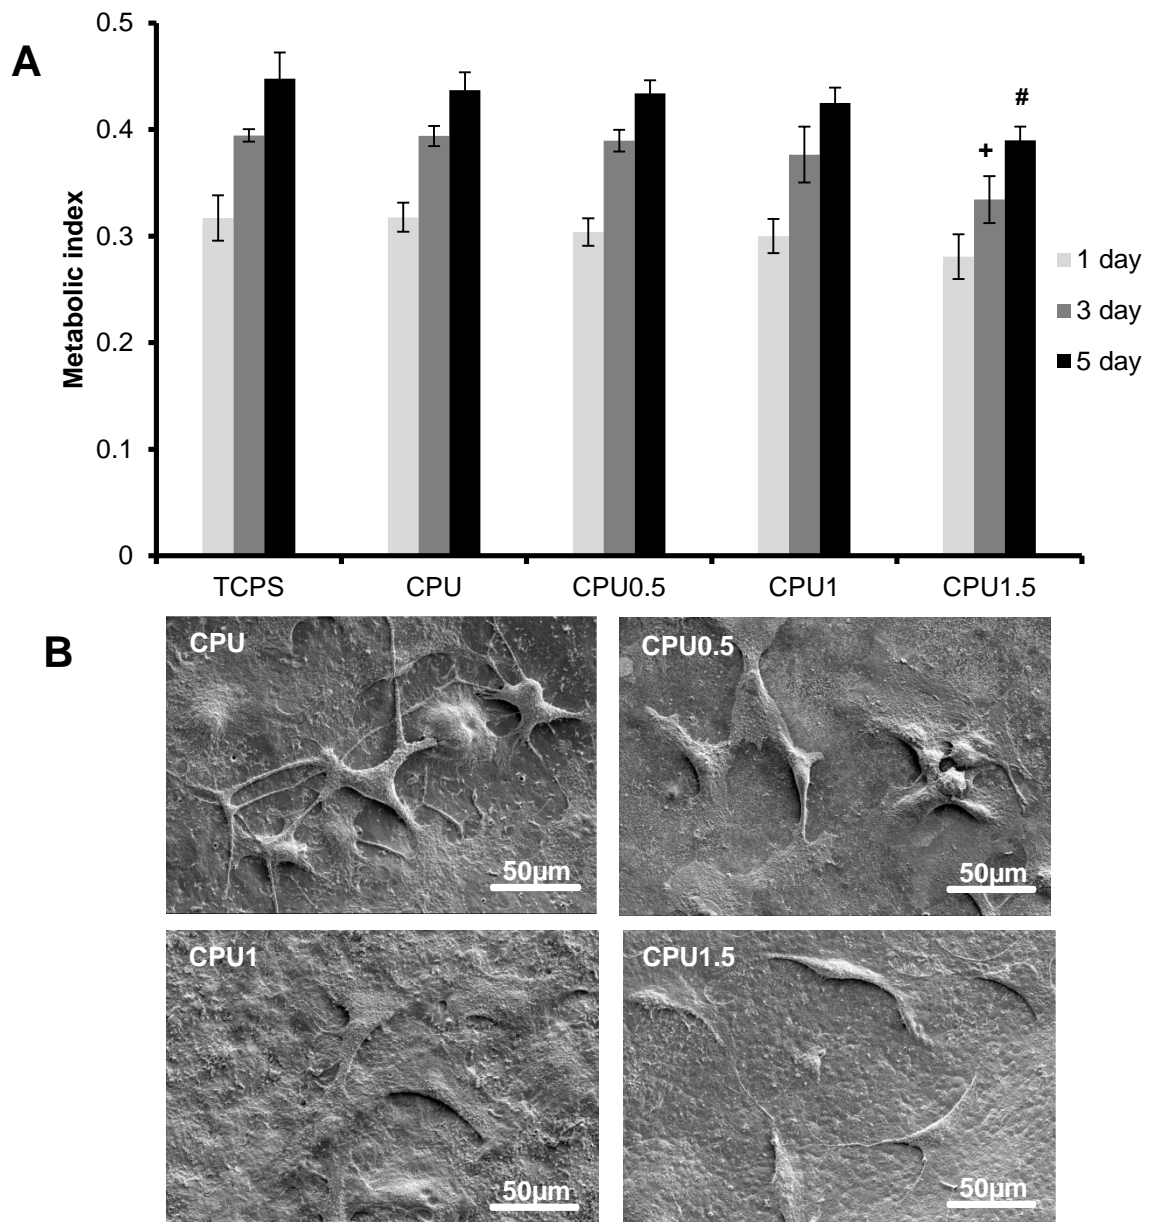 A
0.5
0.4
0.3
0.2
0.1
0
Metabolic index
+
#
1 day
3 day
5 day
TCPS CPU CPU0.5 CPU1 CPU1.5
B
CPU
50µm
CPU0.5
50µm
CPU1
50µm
CPU1.5
50µm